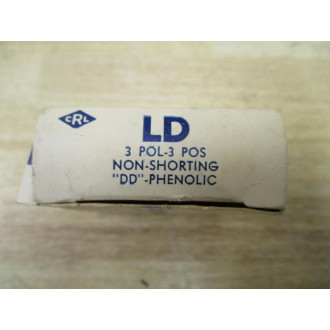 CRL
LD
3 POL-3 POS
NON-SHORTING
"DD"-PHENOLIC